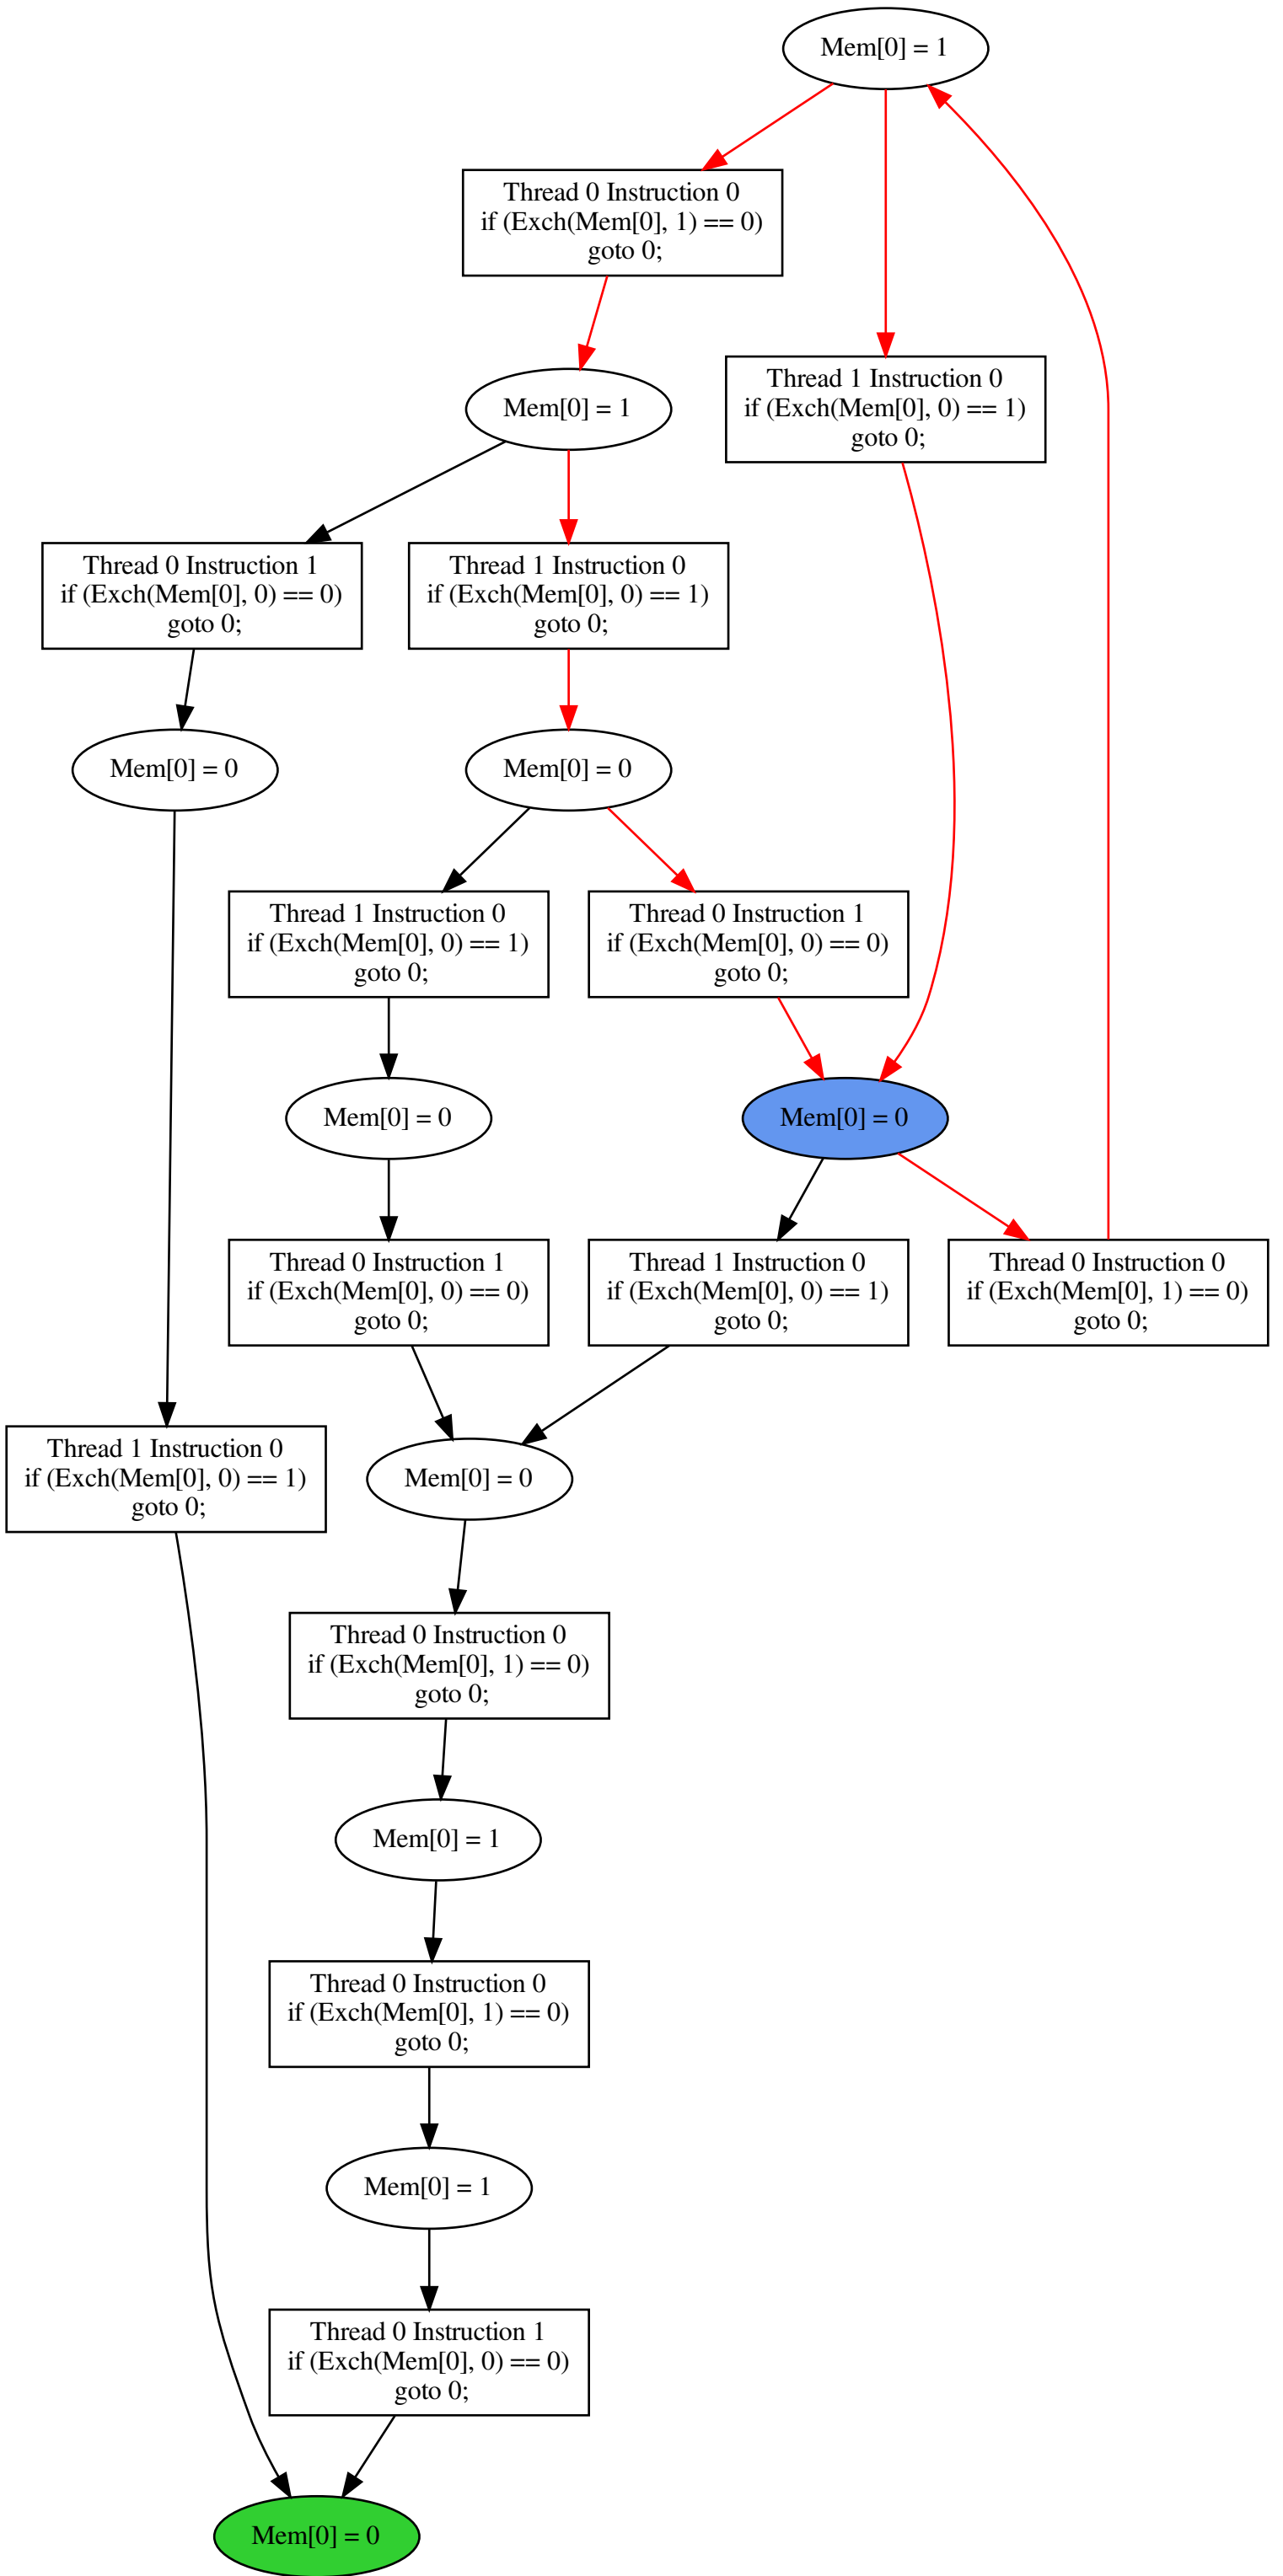 Mem[0] = 1
Thread 0 Instruction 0
if (Exch(Mem[0], 1) == 0)
goto 0;
Mem[0] = 1
Thread 1 Instruction 0
if (Exch(Mem[0], 0) == 1)
goto 0;
Thread 0 Instruction 1
if (Exch(Mem[0], 0) == 0)
goto 0;
Thread 1 Instruction 0
if (Exch(Mem[0], 0) == 1)
goto 0;
Mem[0] = 0
Mem[0] = 0
Thread 1 Instruction 0
if (Exch(Mem[0], 0) == 1)
goto 0;
Thread 0 Instruction 1
if (Exch(Mem[0], 0) == 0)
goto 0;
Mem[0] = 0
Mem[0] = 0
Thread 0 Instruction 1
if (Exch(Mem[0], 0) == 0)
goto 0;
Thread 1 Instruction 0
if (Exch(Mem[0], 0) == 1)
goto 0;
Thread 0 Instruction 0
if (Exch(Mem[0], 1) == 0)
goto 0;
Thread 1 Instruction 0
if (Exch(Mem[0], 0) == 1)
goto 0;
Mem[0] = 0
Thread 0 Instruction 0
if (Exch(Mem[0], 1) == 0)
goto 0;
Mem[0] = 1
Thread 0 Instruction 0
if (Exch(Mem[0], 1) == 0)
goto 0;
Mem[0] = 1
Thread 0 Instruction 1
if (Exch(Mem[0], 0) == 0)
goto 0;
Mem[0] = 0